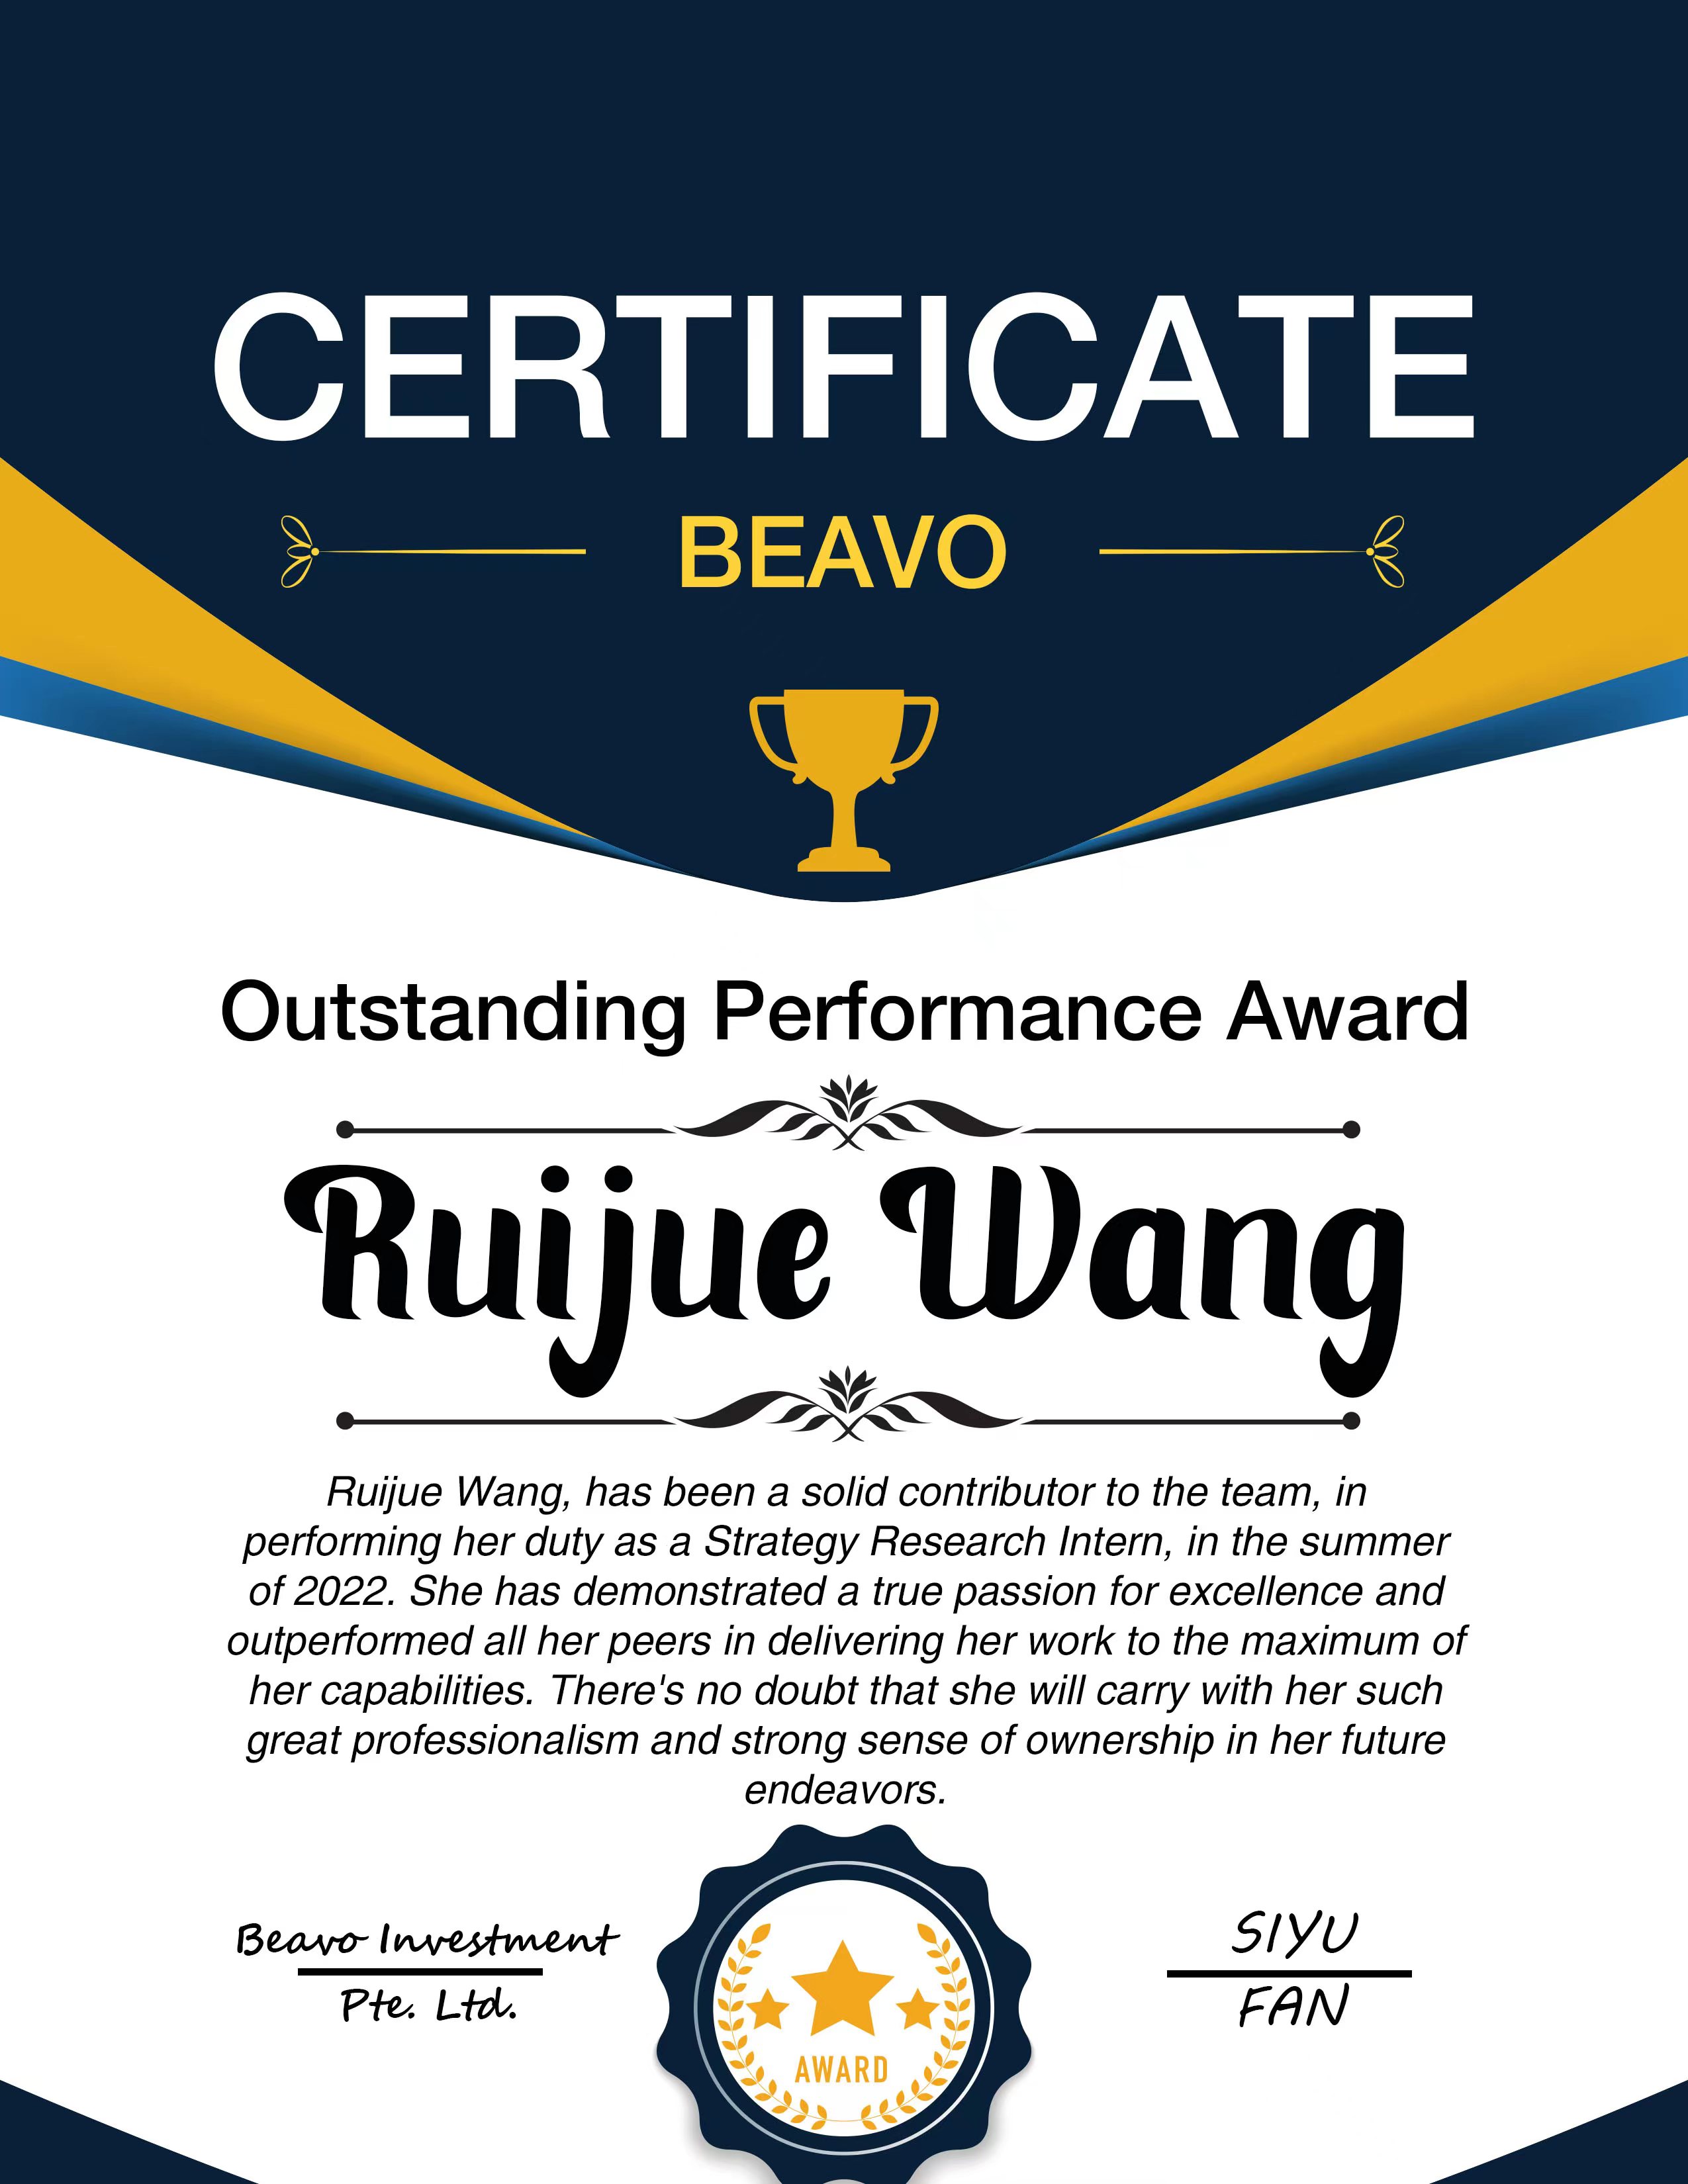 CERTIFICATE
BEAVO
Outstanding Performance Award
Ruijue Wang
Ruijue Wang, has been a solid contributor to the team, in
performing her duty as a Strategy Research Intern, in the summer
of 2022. She has demonstrated a true passion for excellence and
outperformed all her peers in delivering her work to the maximum of
her capabilities. There's no doubt that she will carry with her such
great professionalism and strong sense of ownership in her future
endeavors.
Beavo Investment
Pte. Ltd.
AWARD
SIYU
FAN